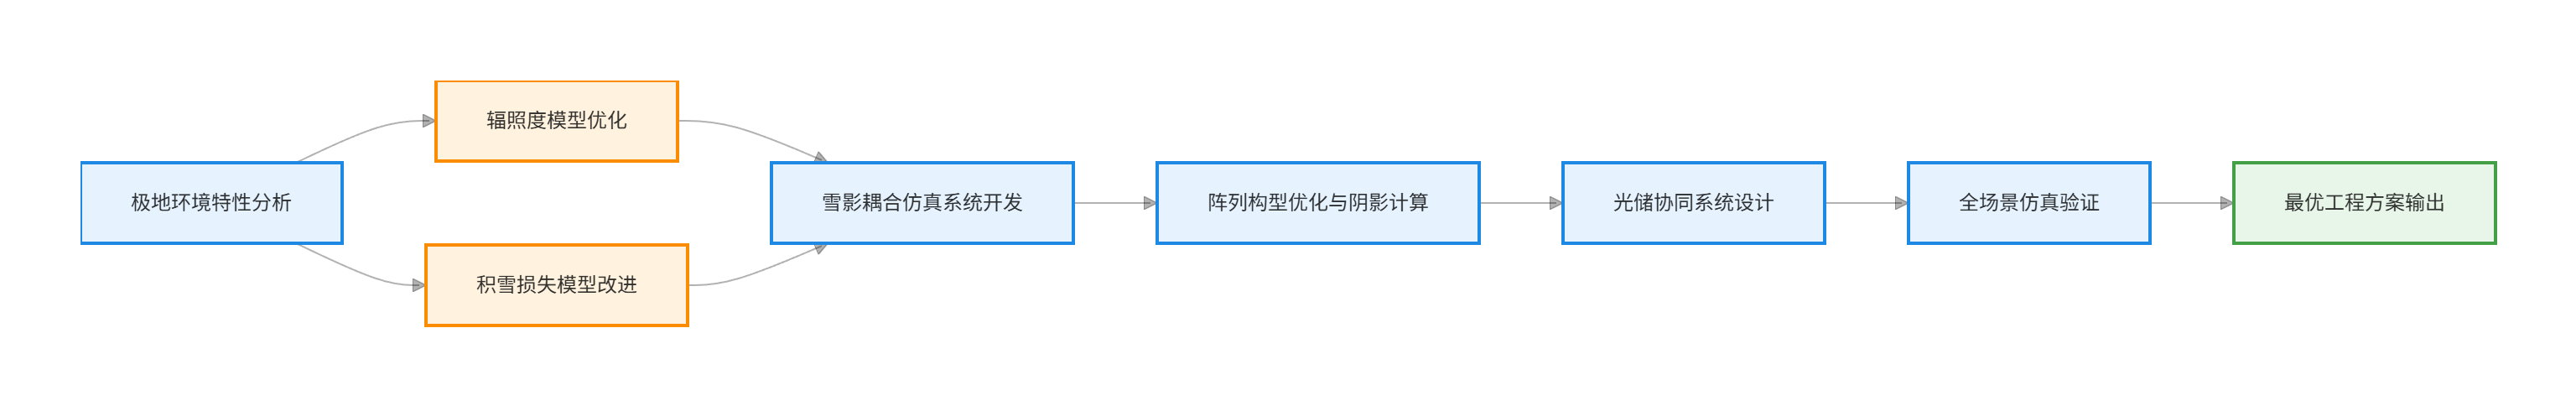 极地环境特性分析
辐照度模型优化
积雪损失模型改进
雪影耦合仿真系统开发
阵列构型优化与阴影计算
光储协同系统设计
全场景仿真验证
最优工程方案输出